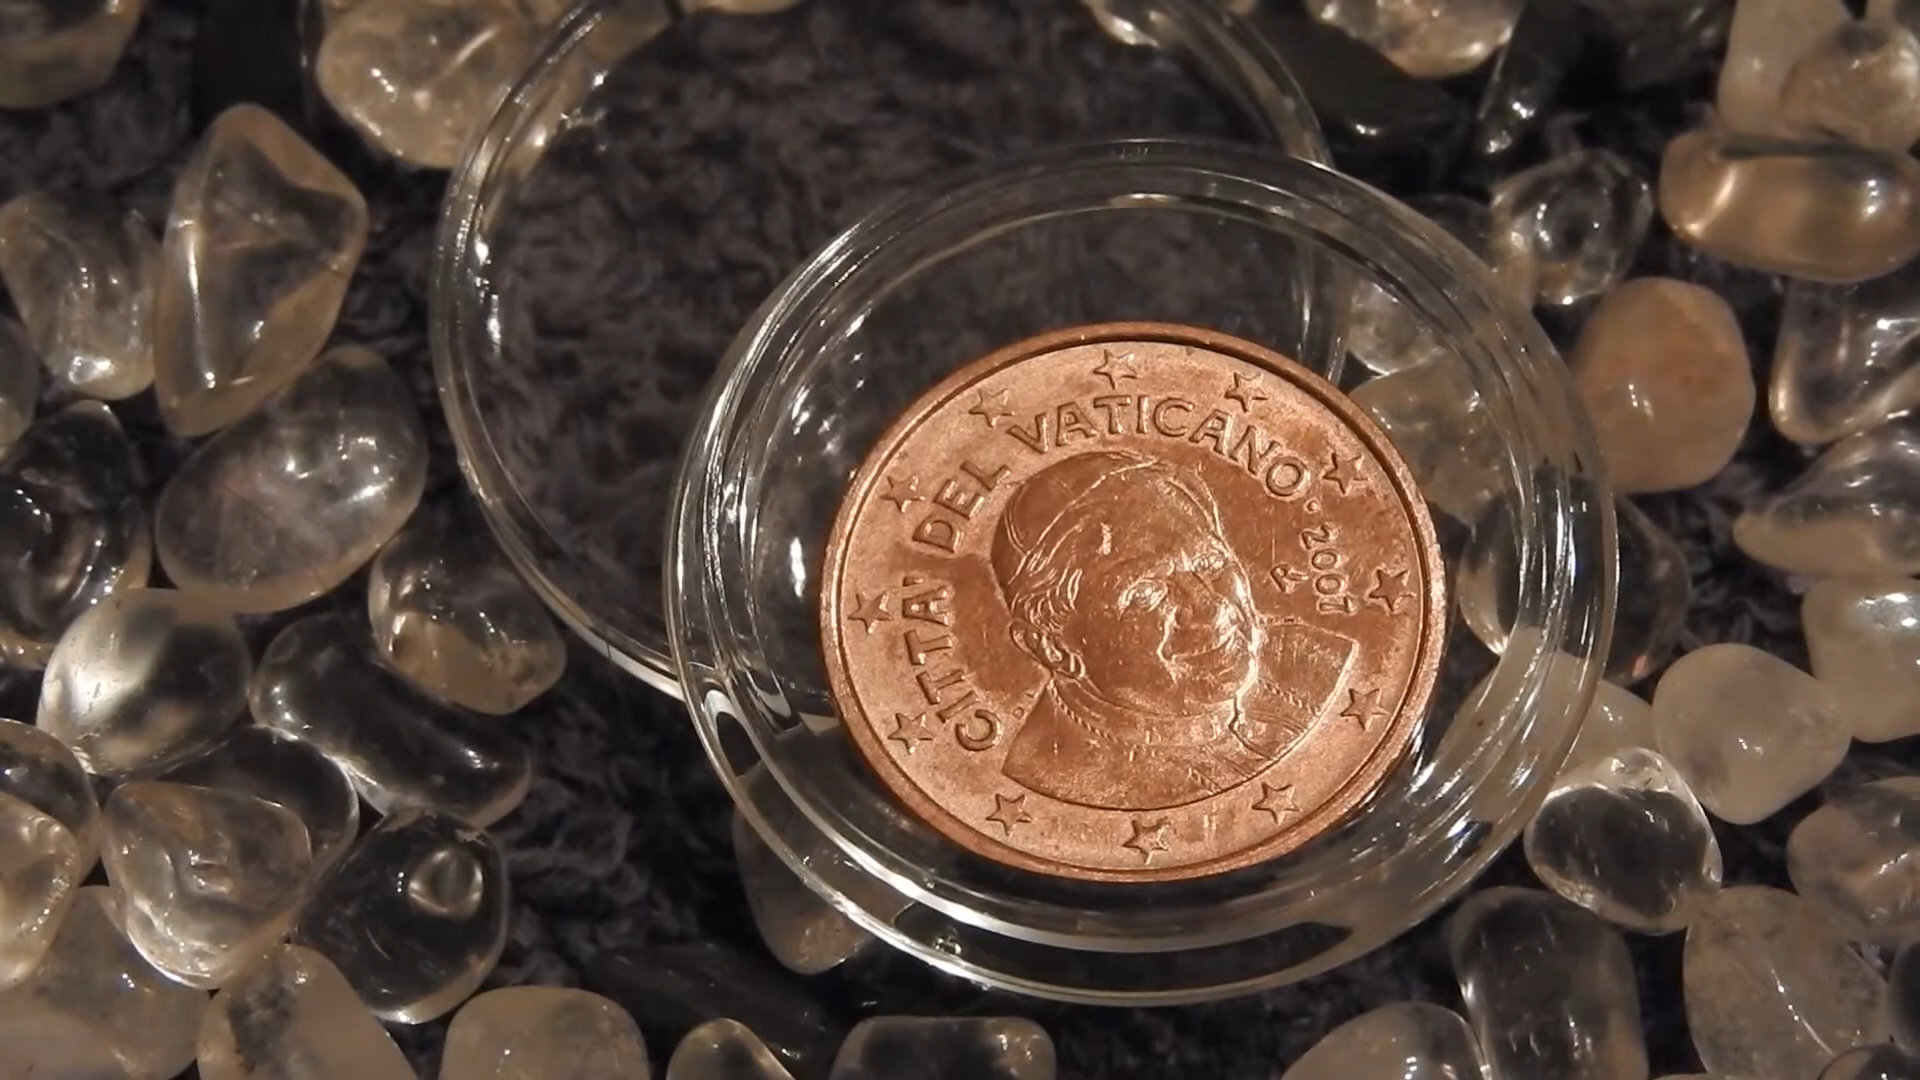 CITTA' DEL VATICANO • 2007
R